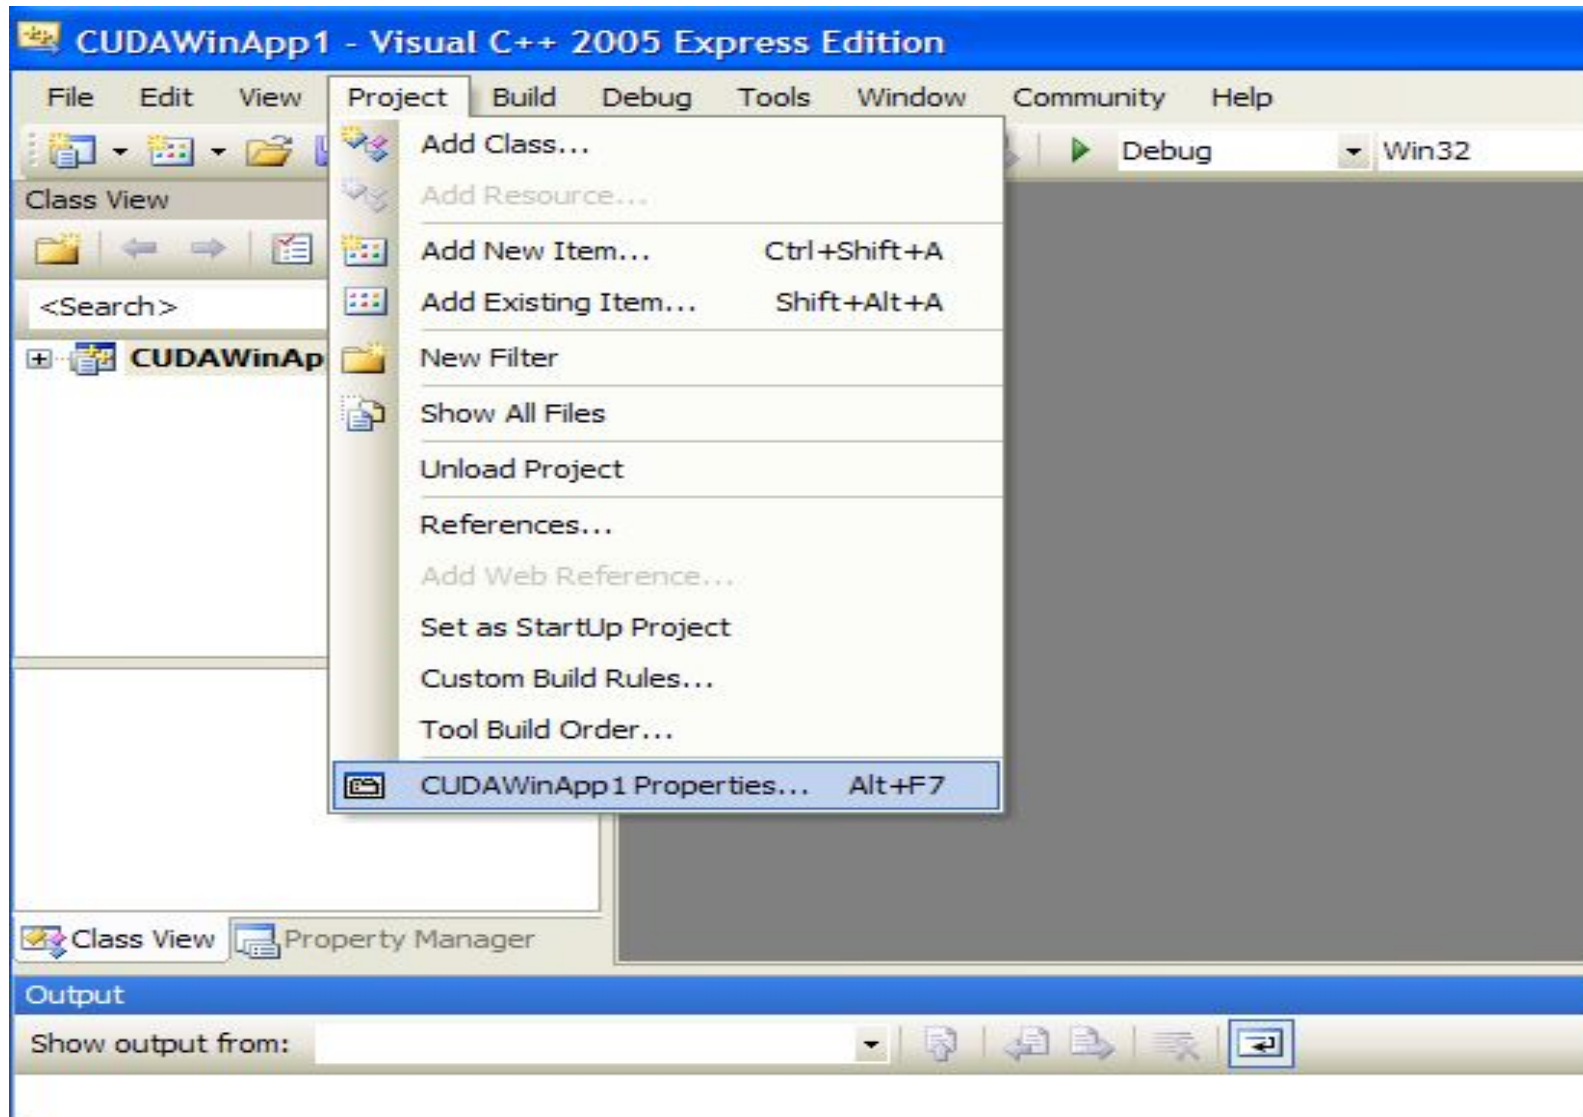 CUDAWinApp1 - Visual C++ 2005 Express Edition
File Edit View Project Build Debug Tools Window Community Help
Debug Win32
Class View
<Search>
CUDAWinAp
Add Class...
Add Resource...
Add New Item... Ctrl+Shift+A
Add Existing Item... Shift+Alt+A
New Filter
Show All Files
Unload Project
References...
Add Web Reference...
Set as StartUp Project
Custom Build Rules...
Tool Build Order...
CUDAWinApp1 Properties... Alt+F7
Class View Property Manager
Output
Show output from: